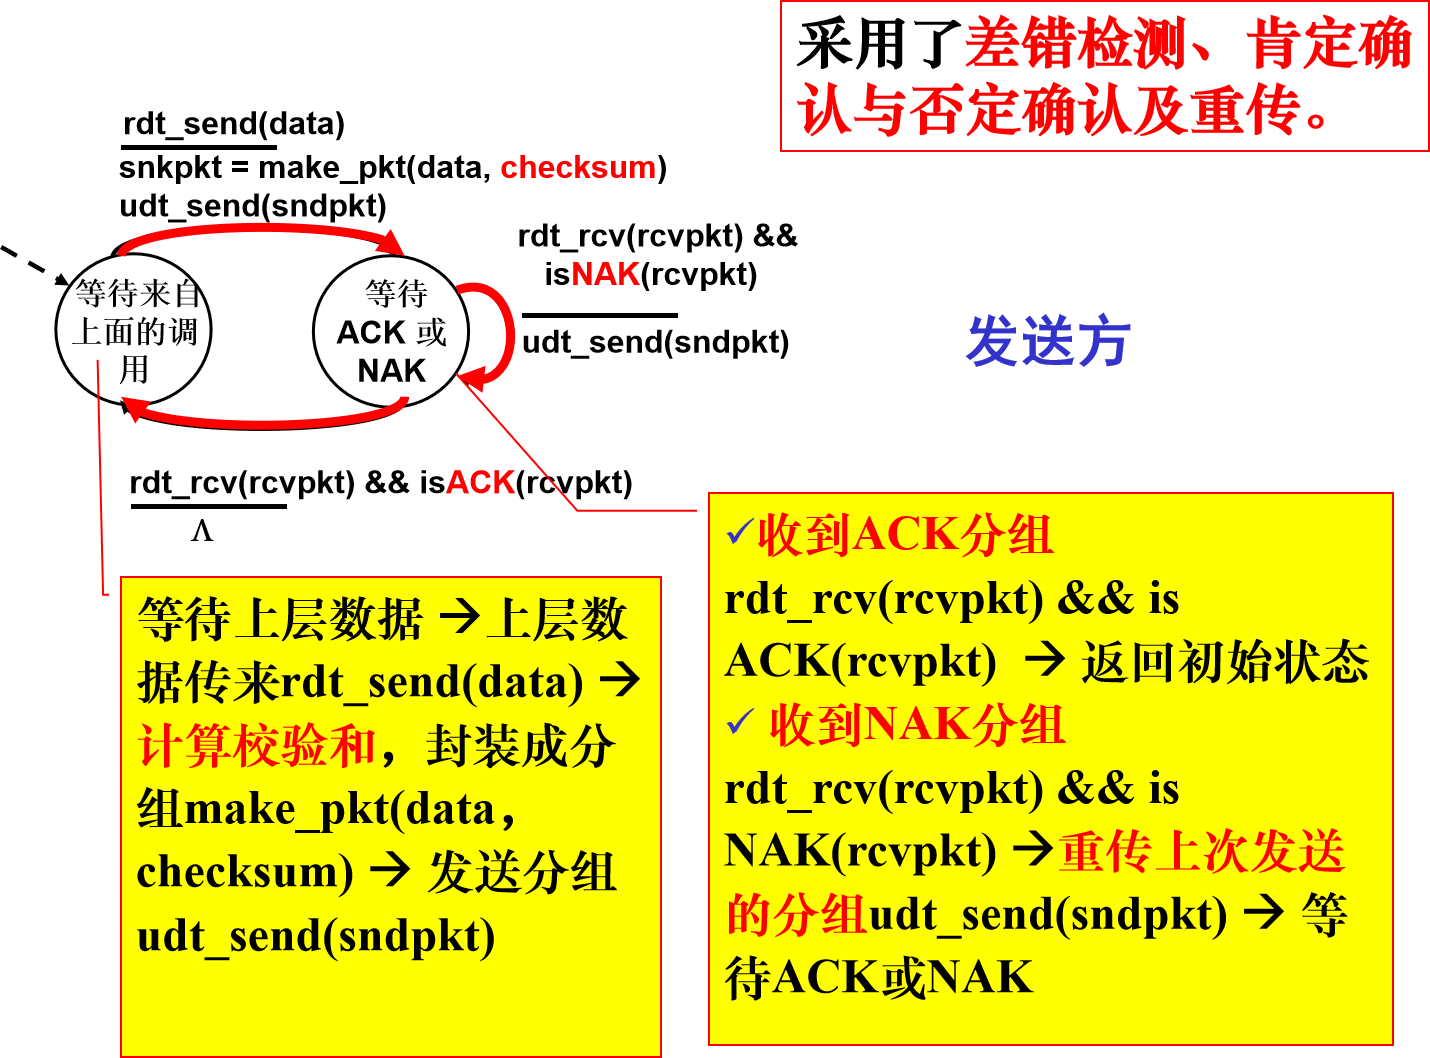 采用了差错检测、肯定确
认与否定确认及重传。
rdt_send(data)
snkpkt = make_pkt(data, checksum)
udt_send(sndpkt)
rdt_rcv(rcvpkt) &&
isNAK(rcvpkt)
udt_send(sndpkt)
等待来自
上面的调
用
等待
ACK 或
NAK
发送方
rdt_rcv(rcvpkt) && isACK(rcvpkt)
Λ
等待上层数据 →上层数
据传来rdt_send(data) →
计算校验和，封装成分
组make_pkt(data，
checksum) → 发送分组
udt_send(sndpkt)
✓收到ACK分组
rdt_rcv(rcvpkt) && is
ACK(rcvpkt) → 返回初始状态
✓ 收到NAK分组
rdt_rcv(rcvpkt) && is
NAK(rcvpkt) →重传上次发送
的分组udt_send(sndpkt) → 等
待ACK或NAK